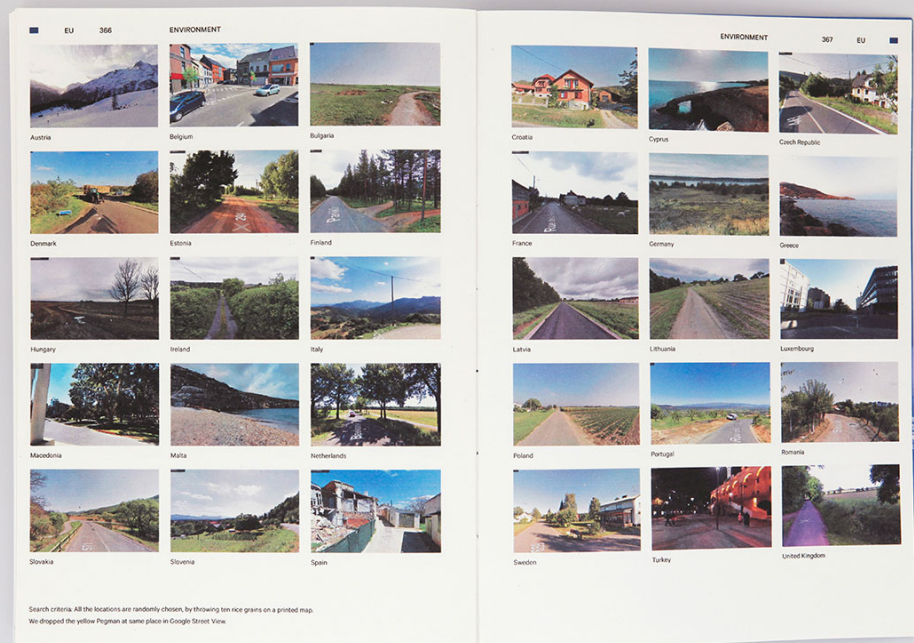 EU 366 ENVIRONMENT
Austria Belgium Bulgaria
Denmark Estonia Finland
Hungary Ireland Italy
Macedonia Malta Netherlands
Slovakia Slovenia Spain
Search criteria: All the locations are randomly chosen, by throwing ten rice grains on a printed map.
We dropped the yellow Pegman at same place in Google Street View.
ENVIRONMENT 367 EU
Croatia Cyprus Czech Republic
France Germany Greece
Latvia Lithuania Luxembourg
Poland Portugal Romania
Sweden Turkey United Kingdom